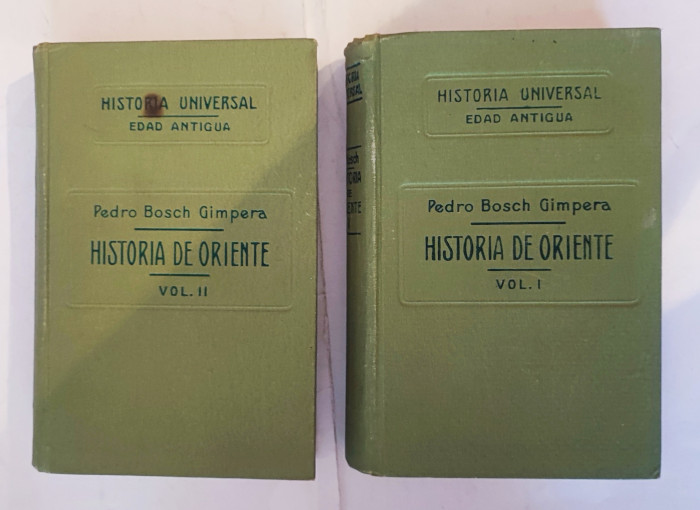 HISTORIA UNIVERSAL
EDAD ANTIGUA
Pedro Bosch Gimpera
HISTORIA DE ORIENTE
VOL. II
HISTORIA UNIVERSAL
EDAD ANTIGUA
Pedro Bosch Gimpera
HISTORIA DE ORIENTE
VOL. I